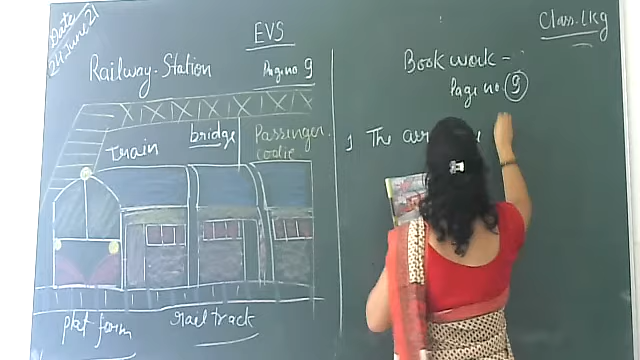 Date
24 June 21
EVS
Class. LKg
Railway. Station
Page no 9
Train
bridge
Passenger.
coolie
plat farm
rail track
Book work -
Page no. 9
1 The